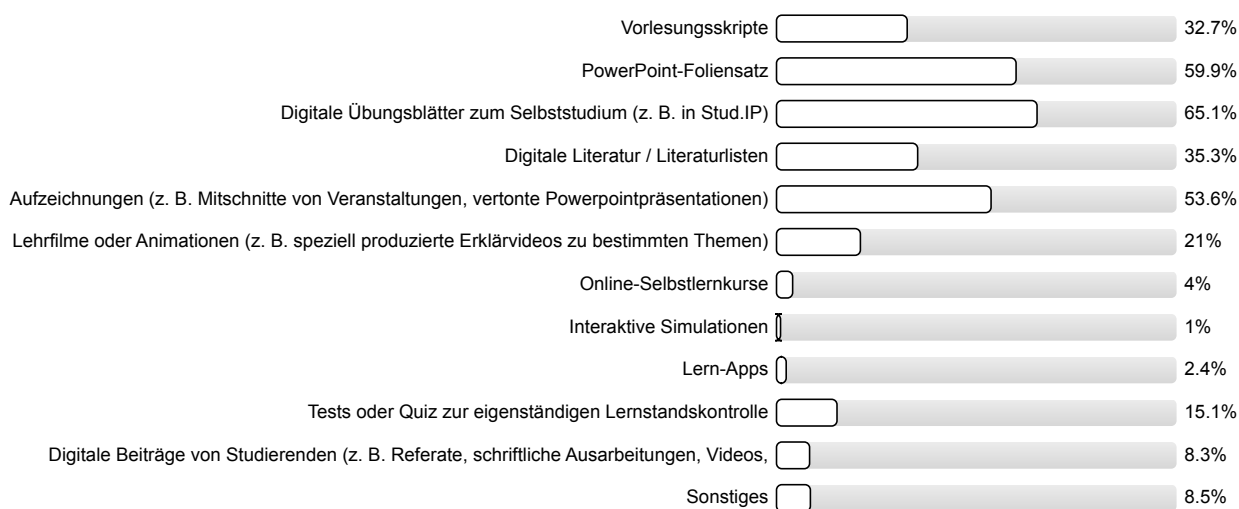 Vorlesungsskripte 32.7%
PowerPoint-Foliensatz 59.9%
Digitale Übungsblätter zum Selbststudium (z. B. in Stud.IP) 65.1%
Digitale Literatur / Literaturlisten 35.3%
Aufzeichnungen (z. B. Mitschnitte von Veranstaltungen, vertonte Powerpointpräsentationen) 53.6%
Lehrfilme oder Animationen (z. B. speziell produzierte Erklärvideos zu bestimmten Themen) 21%
Online-Selbstlernkurse 4%
Interaktive Simulationen 1%
Lern-Apps 2.4%
Tests oder Quiz zur eigenständigen Lernstandskontrolle 15.1%
Digitale Beiträge von Studierenden (z. B. Referate, schriftliche Ausarbeitungen, Videos, 8.3%
Sonstiges 8.5%